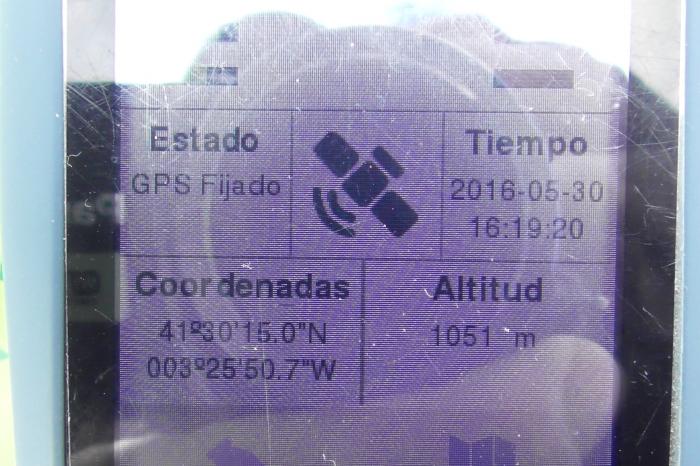 Estado
GPS Fijado
Tiempo
2016-05-30
16:19:20
Coordenadas
41º30'15.0"N
003º25'50.7"W
Altitud
1051 m